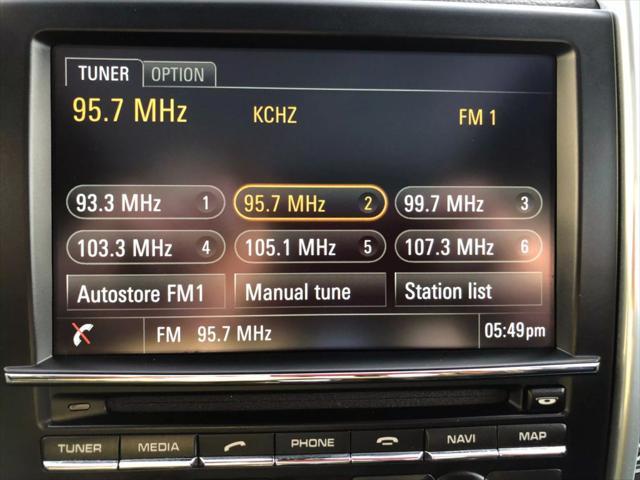 TUNER OPTION
95.7 MHz KCHZ FM 1
93.3 MHz 1 95.7 MHz 2 99.7 MHz 3
103.3 MHz 4 105.1 MHz 5 107.3 MHz 6
Autostore FM1 Manual tune Station list
FM 95.7 MHz 05:49pm
TUNER MEDIA PHONE NAVI MAP